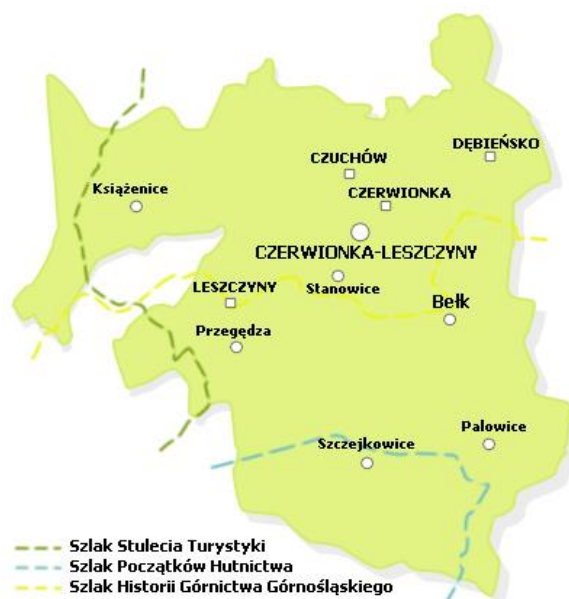 DĘBIEŃSKO
CZUCHÓW
Książenice
CZERWIONKA
CZERWIONKA-LESZCZYNY
LESZCZYNY
Stanowice
Bełk
Przegędza
Palowice
Szczejkowice
Szlak Stulecia Turystyki
Szlak Początków Hutnictwa
Szlak Historii Górnictwa Górnośląskiego